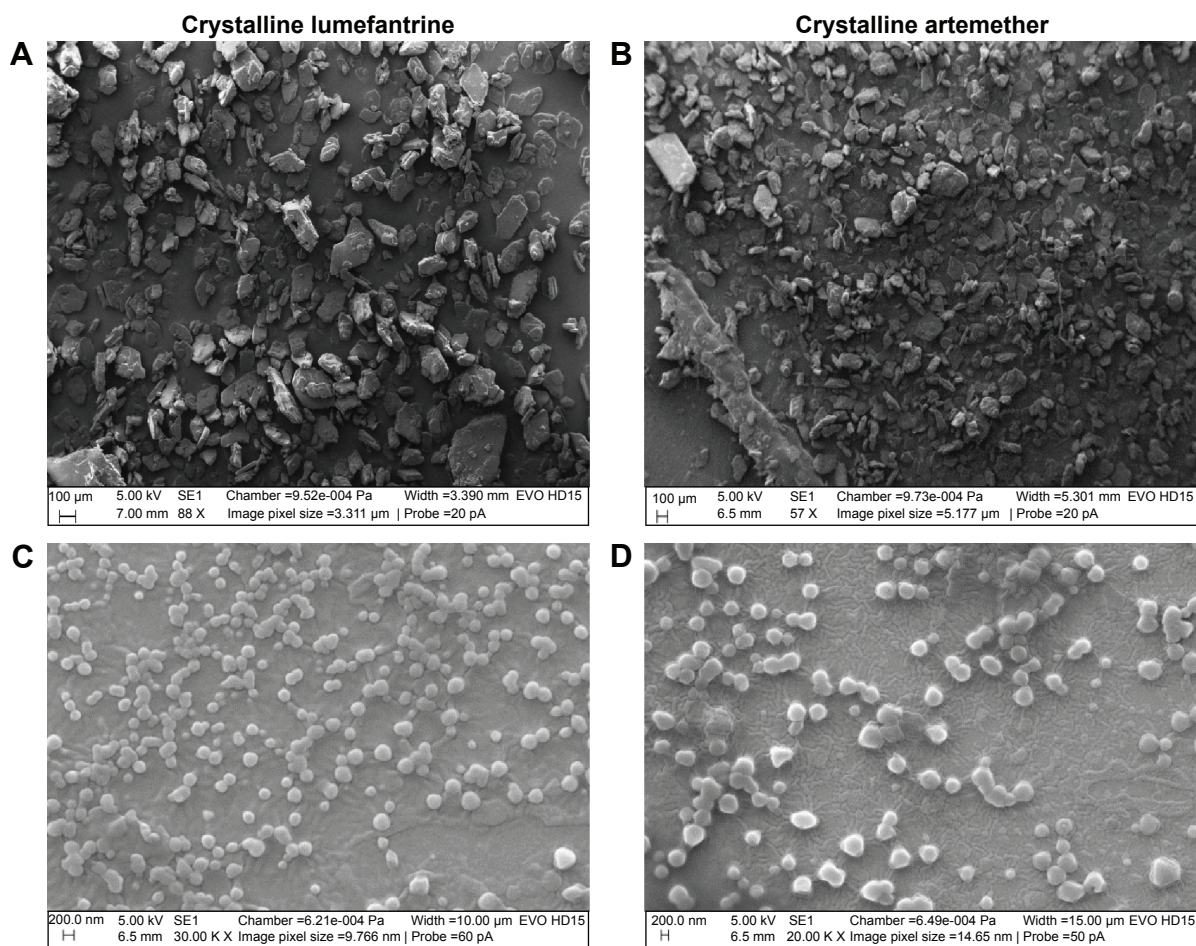 Crystalline lumefantrine
Crystalline artemether
A
B
100 µm 5.00 kV SE1 Chamber =9.52e-004 Pa Width =3.390 mm EVO HD15
7.00 mm 88 X Image pixel size =3.311 µm | Probe =20 pA
100 µm 5.00 kV SE1 Chamber =9.73e-004 Pa Width =5.301 mm EVO HD15
6.5 mm 57 X Image pixel size =5.177 µm | Probe =20 pA
C
D
200.0 nm 5.00 kV SE1 Chamber =6.21e-004 Pa Width =10.00 µm EVO HD15
6.5 mm 30.00 K X Image pixel size =9.766 nm | Probe =60 pA
200.0 nm 5.00 kV SE1 Chamber =6.49e-004 Pa Width =15.00 µm EVO HD15
6.5 mm 20.00 K X Image pixel size =14.65 nm | Probe =50 pA